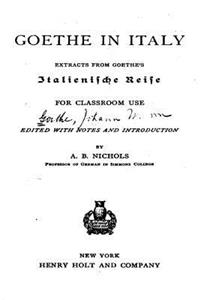 GOETHE IN ITALY
EXTRACTS FROM GOETHE'S
Italienische Reise
FOR CLASSROOM USE
Goethe, Johann W. von
EDITED WITH NOTES AND INTRODUCTION
BY
A. B. NICHOLS
PROFESSOR OF GERMAN IN SIMMONS COLLEGE
NEW YORK
HENRY HOLT AND COMPANY